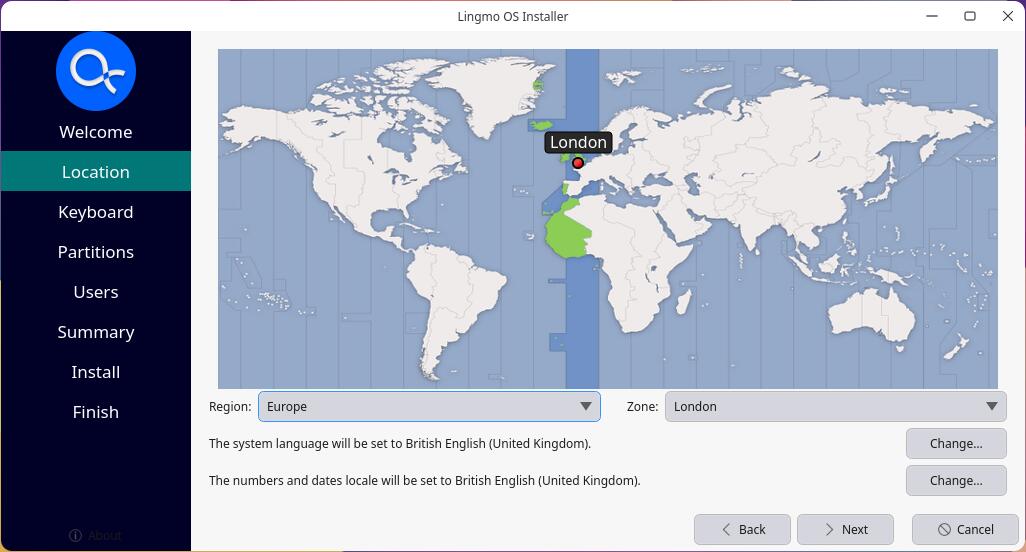 Lingmo OS Installer
Welcome
Location
Keyboard
Partitions
Users
Summary
Install
Finish
About
London
Region: Europe Zone: London
The system language will be set to British English (United Kingdom). Change...
The numbers and dates locale will be set to British English (United Kingdom). Change...
Back Next Cancel